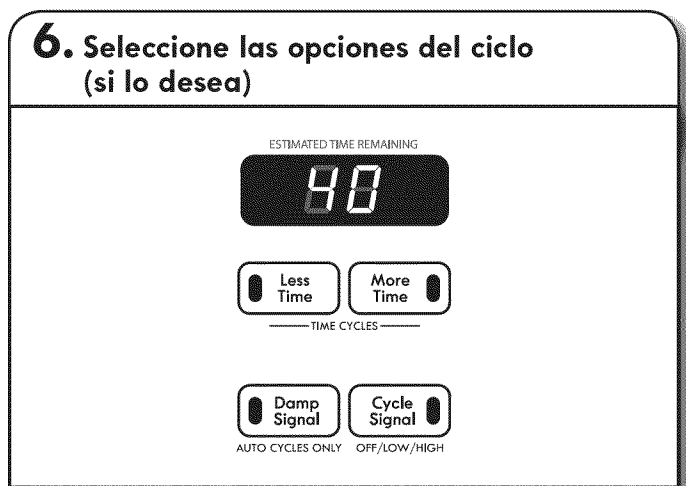 6. Seleccione las opciones del ciclo
(si lo desea)
ESTIMATED TIME REMAINING
40
Less
Time
More
Time
TIME CYCLES
Damp
Signal
Cycle
Signal
AUTO CYCLES ONLY
OFF/LOW/HIGH